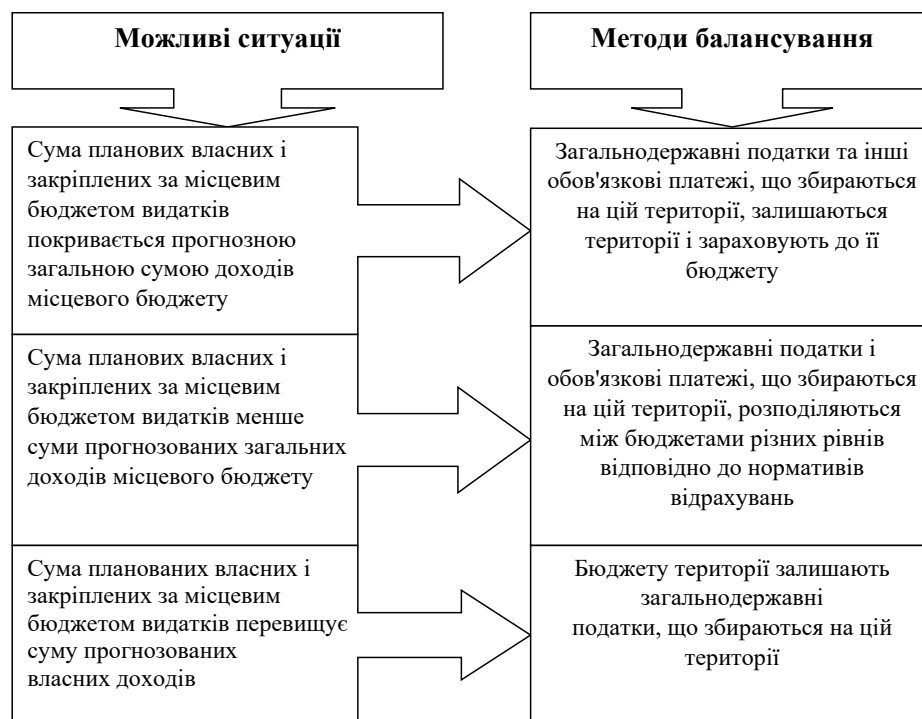 Можливі ситуації
Методи балансування
Сума планових власних і
закріплених за місцевим
бюджетом видатків
покривається прогнозною
загальною сумою доходів
місцевого бюджету
Загальнодержавні податки та інші
обов'язкові платежі, що збираються
на цій території, залишаються
території і зараховують до її
бюджету
Сума планових власних і
закріплених за місцевим
бюджетом видатків менше
суми прогнозованих загальних
доходів місцевого бюджету
Загальнодержавні податки і
обов'язкові платежі, що збираються
на цій території, розподіляються
між бюджетами різних рівнів
відповідно до нормативів
відрахувань
Сума планованих власних і
закріплених за місцевим
бюджетом видатків перевищує
суму прогнозованих
власних доходів
Бюджету території залишають
загальнодержавні
податки, що збираються на цій
території